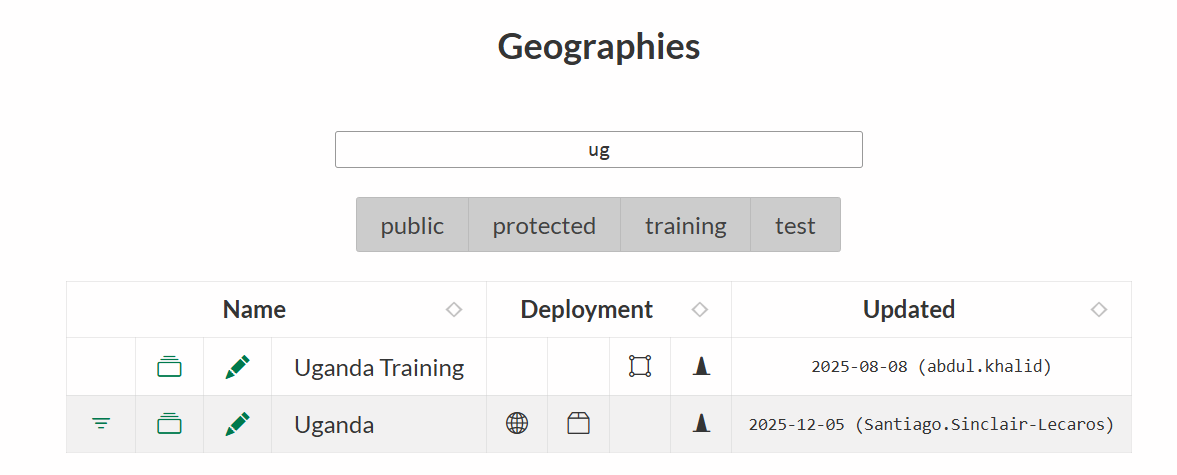 Geographies
ug
public protected training test
Name Deployment Updated
Uganda Training 2025-08-08 (abdul.khalid)
Uganda 2025-12-05 (Santiago.Sinclair-Lecaros)